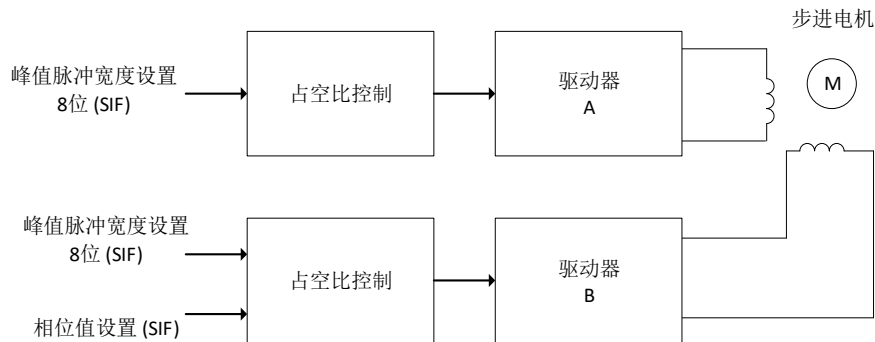 步进电机
峰值脉冲宽度设置
8位 (SIF)
占空比控制
驱动器
A
M
峰值脉冲宽度设置
8位 (SIF)
相位值设置 (SIF)
占空比控制
驱动器
B